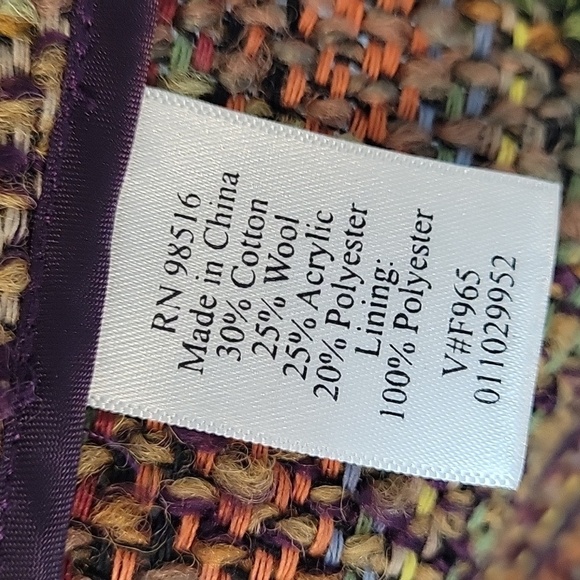 RN 98516
Made in China
30% Cotton
25% Wool
25% Acrylic
20% Polyester
Lining:
100% Polyester
V#F965
011029952